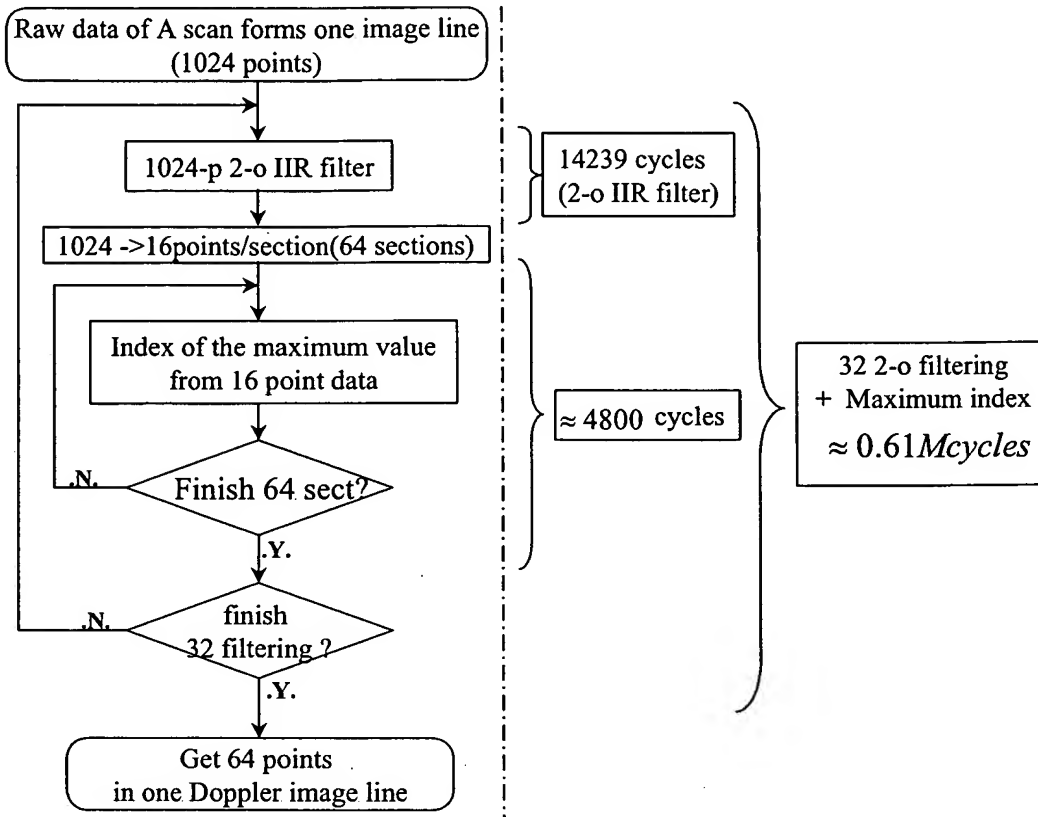 Raw data of A scan forms one image line
(1024 points)
1024-p 2-o IIR filter
1024 ->16points/section(64 sections)
Index of the maximum value
from 16 point data
.N.
Finish 64 sect?
.Y.
.N.
finish
32 filtering ?
.Y.
Get 64 points
in one Doppler image line
14239 cycles
(2-o IIR filter)
≈ 4800 cycles
32 2-o filtering
+ Maximum index
≈ 0.61Mcycles